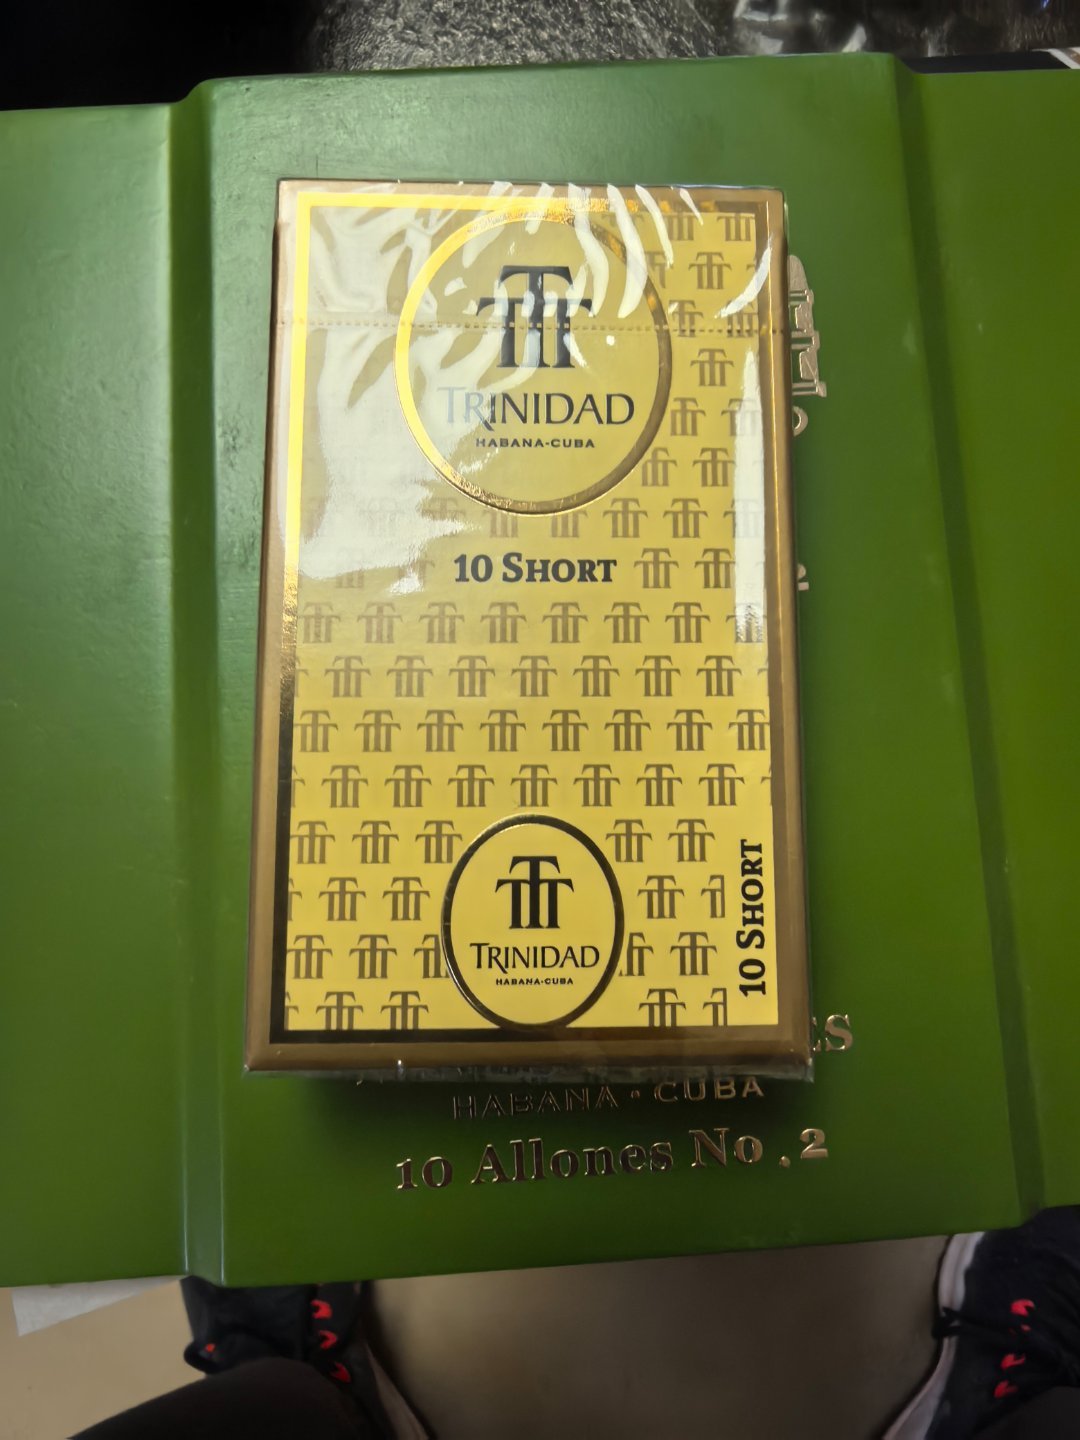 TRINIDAD
HABANA-CUBA
10 SHORT
TRINIDAD
HABANA-CUBA
10 SHORT
HABANA • CUBA
10 Allones No. 2